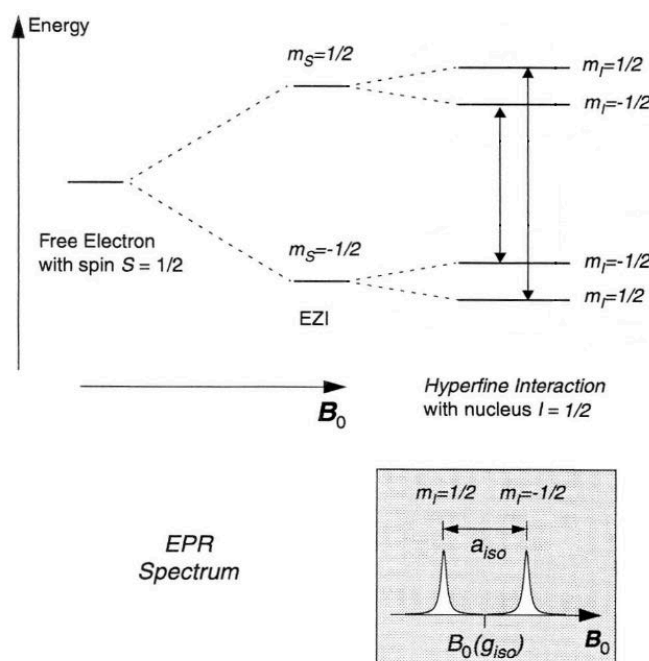 Energy
m_S=1/2
m_I=1/2
m_I=-1/2
Free Electron
with spin S = 1/2
m_S=-1/2
m_I=-1/2
m_I=1/2
EZI
B_0
Hyperfine Interaction
with nucleus I = 1/2
EPR
Spectrum
m_I=1/2 m_I=-1/2
a_iso
B_0(g_iso)
B_0